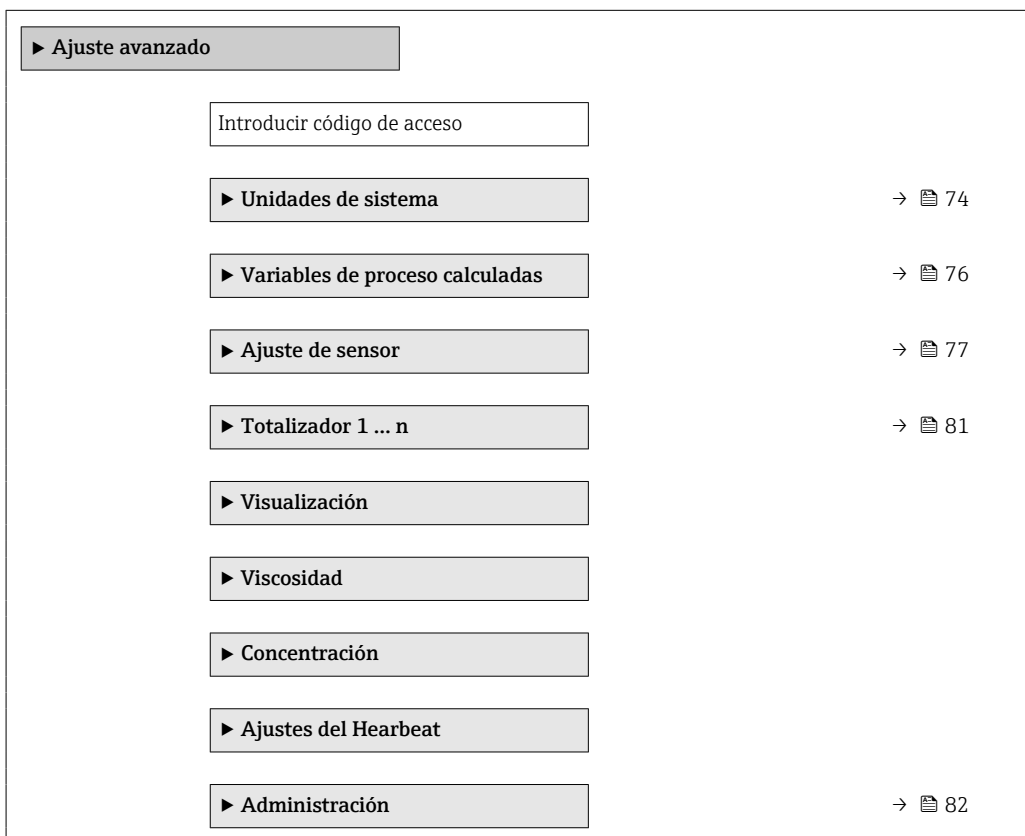 ▶ Ajuste avanzado
Introducir código de acceso
▶ Unidades de sistema → 74
▶ Variables de proceso calculadas → 76
▶ Ajuste de sensor → 77
▶ Totalizador 1 ... n → 81
▶ Visualización
▶ Viscosidad
▶ Concentración
▶ Ajustes del Hearbeat
▶ Administración → 82